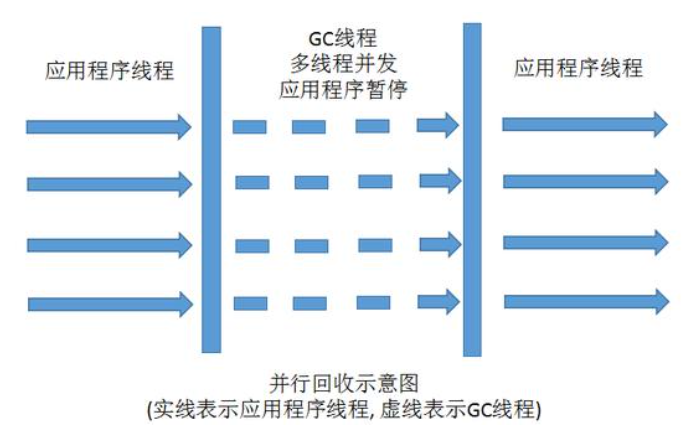 应用程序线程
GC线程
多线程并发
应用程序暂停
应用程序线程
并行回收示意图
(实线表示应用程序线程, 虚线表示GC线程)